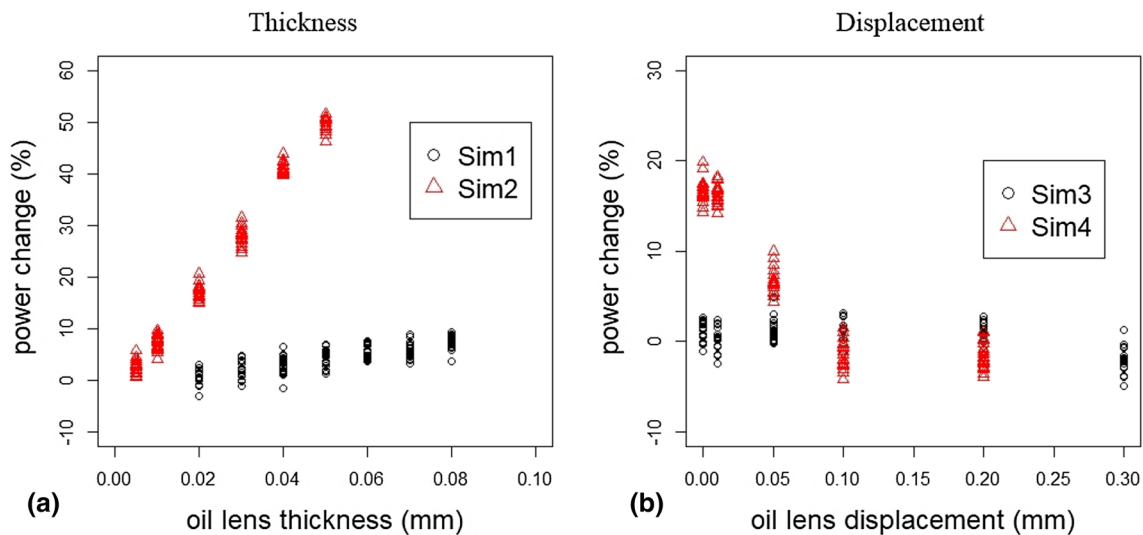 Thickness
60
50
40
30
20
10
0
-10
power change (%)
Sim1
Sim2
0.00 0.02 0.04 0.06 0.08 0.10
oil lens thickness (mm)
(a)
Displacement
30
20
10
0
-10
power change (%)
Sim3
Sim4
0.00 0.05 0.10 0.15 0.20 0.25 0.30
oil lens displacement (mm)
(b)